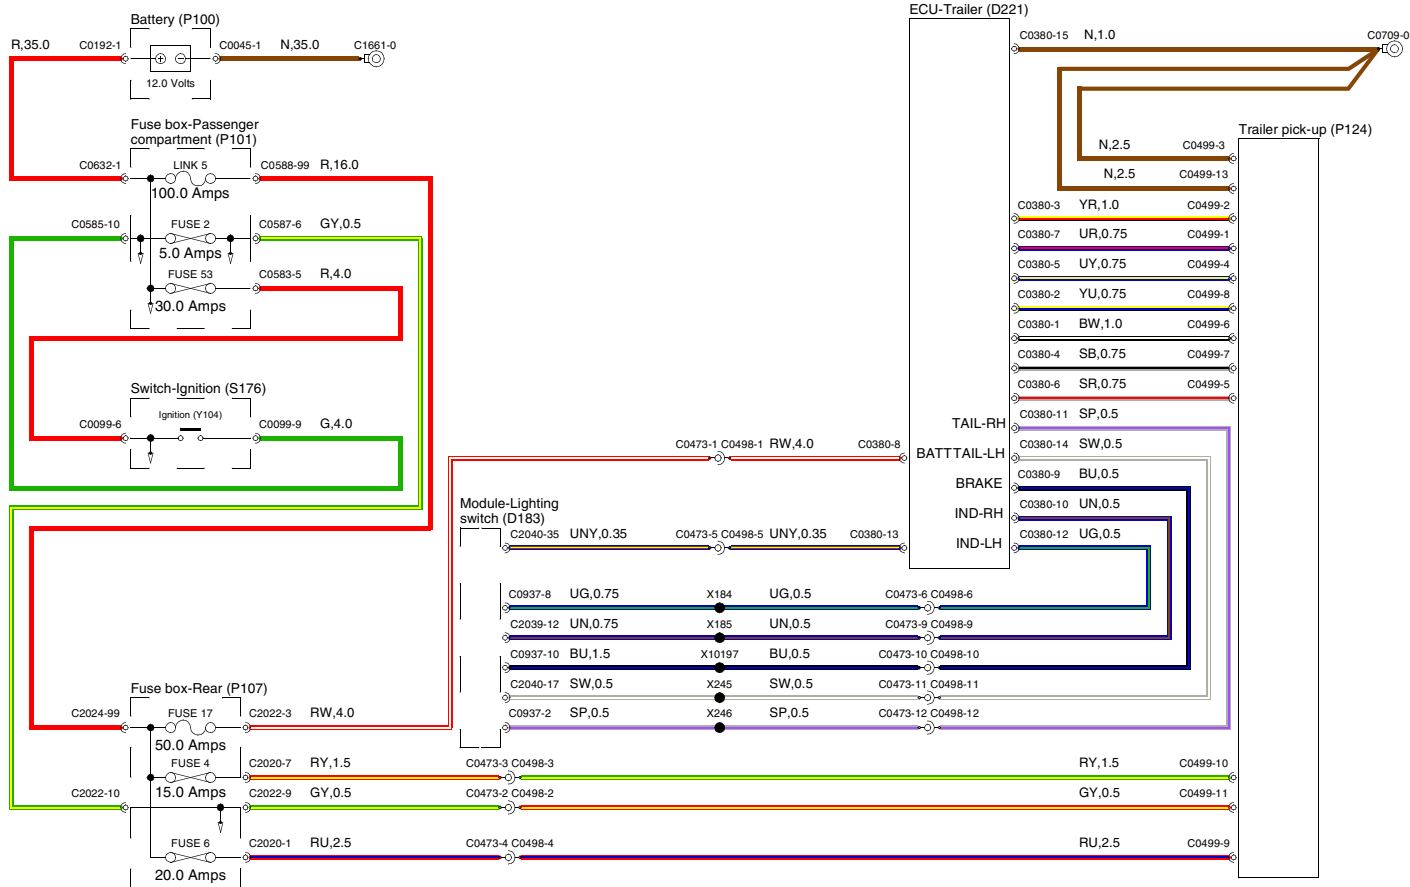 Battery (P100)
R,35.0 C0192-1 C0045-1 N,35.0 C1661-0
12.0 Volts
Fuse box-Passenger
compartment (P101)
C0632-1 LINK 5 C0588-99 R,16.0
100.0 Amps
C0585-10 FUSE 2 C0587-6 GY,0.5
5.0 Amps
FUSE 53 C0583-5 R,4.0
30.0 Amps
Switch-Ignition (S176)
Ignition (Y104)
C0099-6 C0099-9 G,4.0
ECU-Trailer (D221)
C0380-15 N,1.0 C0709-0
Trailer pick-up (P124)
N,2.5 C0499-3
N,2.5 C0499-13
C0380-3 YR,1.0 C0499-2
C0380-7 UR,0.75 C0499-1
C0380-5 UY,0.75 C0499-4
C0380-2 YU,0.75 C0499-8
C0380-1 BW,1.0 C0499-6
C0380-4 SB,0.75 C0499-7
C0380-6 SR,0.75 C0499-5
TAIL-RH C0380-11 SP,0.5
C0473-1 C0498-1 RW,4.0 C0380-8 BATT TAIL-LH C0380-14 SW,0.5
BRAKE C0380-9 BU,0.5
IND-RH C0380-10 UN,0.5
IND-LH C0380-12 UG,0.5
Module-Lighting
switch (D183)
C2040-35 UNY,0.35 C0473-5 C0498-5 UNY,0.35 C0380-13
C0937-8 UG,0.75 X184 UG,0.5 C0473-6 C0498-6
C2039-12 UN,0.75 X185 UN,0.5 C0473-9 C0498-9
C0937-10 BU,1.5 X10197 BU,0.5 C0473-10 C0498-10
C2040-17 SW,0.5 X245 SW,0.5 C0473-11 C0498-11
C0937-2 SP,0.5 X246 SP,0.5 C0473-12 C0498-12
Fuse box-Rear (P107)
C2024-99 FUSE 17 C2022-3 RW,4.0
50.0 Amps
FUSE 4 C2020-7 RY,1.5 C0473-3 C0498-3 RY,1.5 C0499-10
15.0 Amps
C2022-10 C2022-9 GY,0.5 C0473-2 C0498-2 GY,0.5 C0499-11
FUSE 6 C2020-1 RU,2.5 C0473-4 C0498-4 RU,2.5 C0499-9
20.0 Amps